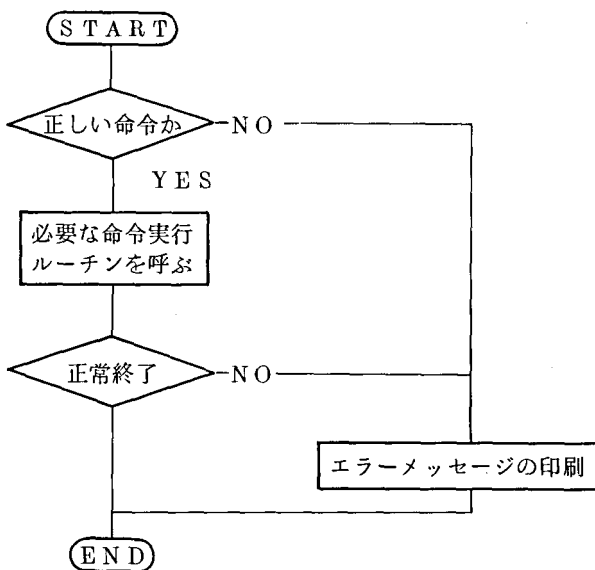 START
正しい命令か
NO
YES
必要な命令実行
ルーチンを呼ぶ
正常終了
NO
エラーメッセージの印刷
END